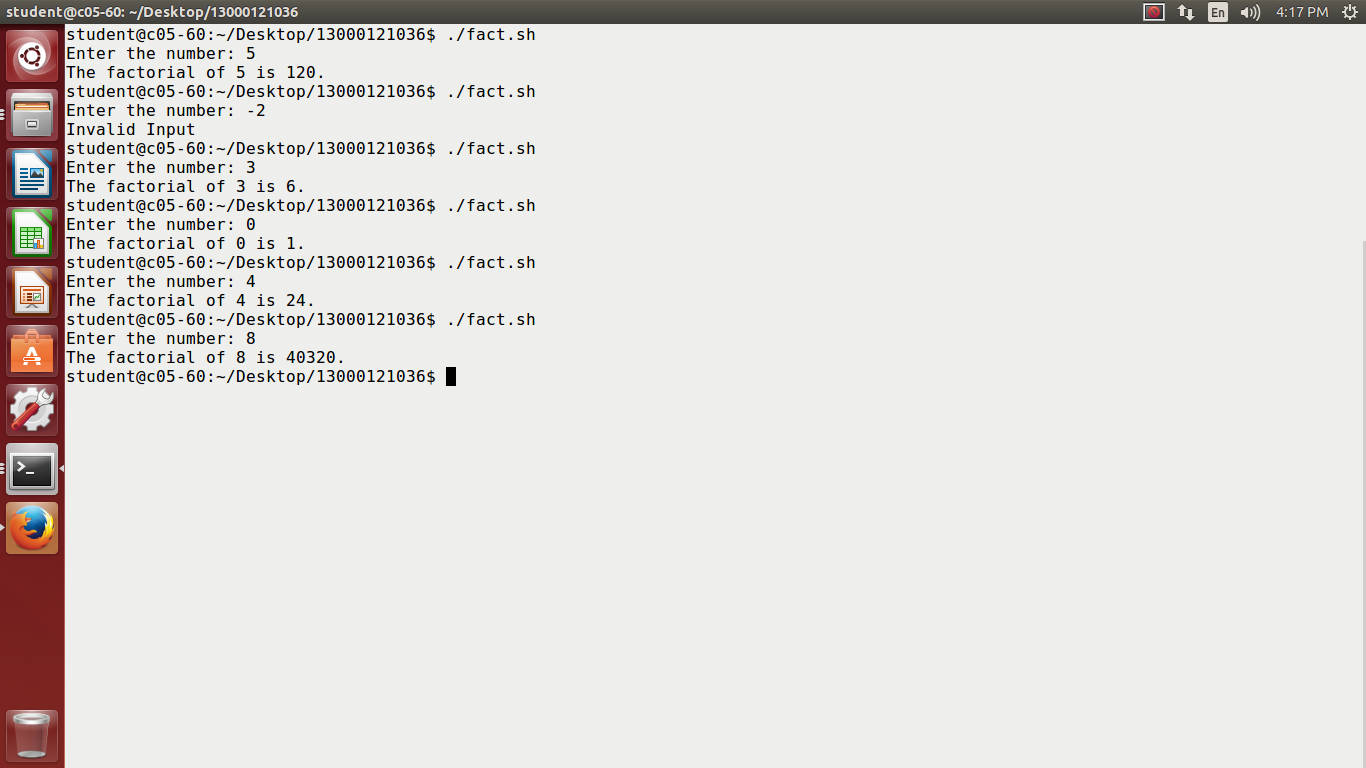 student@c05-60: ~/Desktop/13000121036
En
4:17 PM
student@c05-60:~/Desktop/13000121036$ ./fact.sh
Enter the number: 5
The factorial of 5 is 120.
student@c05-60:~/Desktop/13000121036$ ./fact.sh
Enter the number: -2
Invalid Input
student@c05-60:~/Desktop/13000121036$ ./fact.sh
Enter the number: 3
The factorial of 3 is 6.
student@c05-60:~/Desktop/13000121036$ ./fact.sh
Enter the number: 0
The factorial of 0 is 1.
student@c05-60:~/Desktop/13000121036$ ./fact.sh
Enter the number: 4
The factorial of 4 is 24.
student@c05-60:~/Desktop/13000121036$ ./fact.sh
Enter the number: 8
The factorial of 8 is 40320.
student@c05-60:~/Desktop/13000121036$